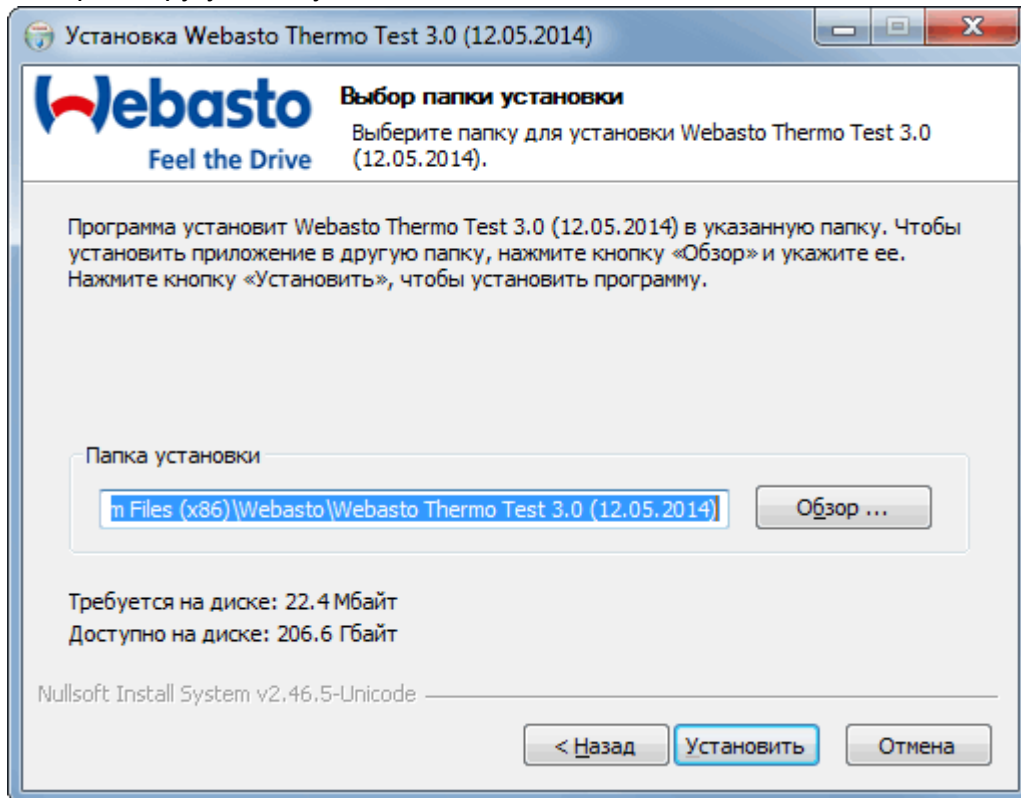 Установка Webasto Thermo Test 3.0 (12.05.2014)
Webasto
Feel the Drive
Выбор папки установки
Выберите папку для установки Webasto Thermo Test 3.0
(12.05.2014).
Программа установит Webasto Thermo Test 3.0 (12.05.2014) в указанную папку. Чтобы
установить приложение в другую папку, нажмите кнопку «Обзор» и укажите ее.
Нажмите кнопку «Установить», чтобы установить программу.
Папка установки
m Files (x86)\Webasto\Webasto Thermo Test 3.0 (12.05.2014)
Обзор ...
Требуется на диске: 22.4 Мбайт
Доступно на диске: 206.6 Гбайт
Nullsoft Install System v2.46.5-Unicode
< Назад
Установить
Отмена